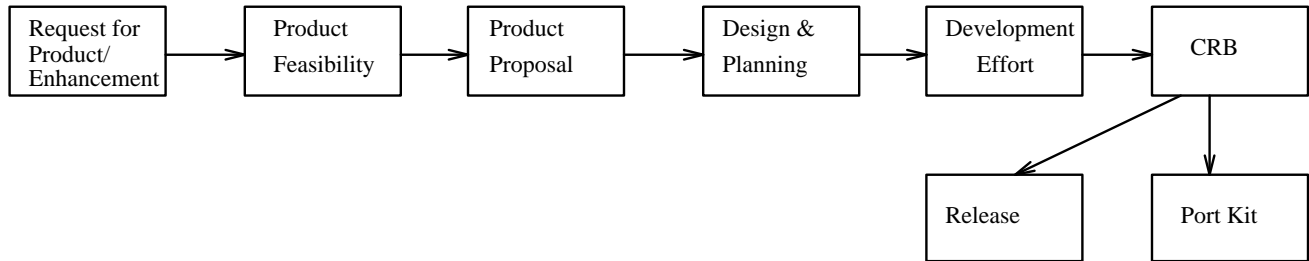 Request for
Product/
Enhancement
Product
Feasibility
Product
Proposal
Design &
Planning
Development
Effort
CRB
Release
Port Kit